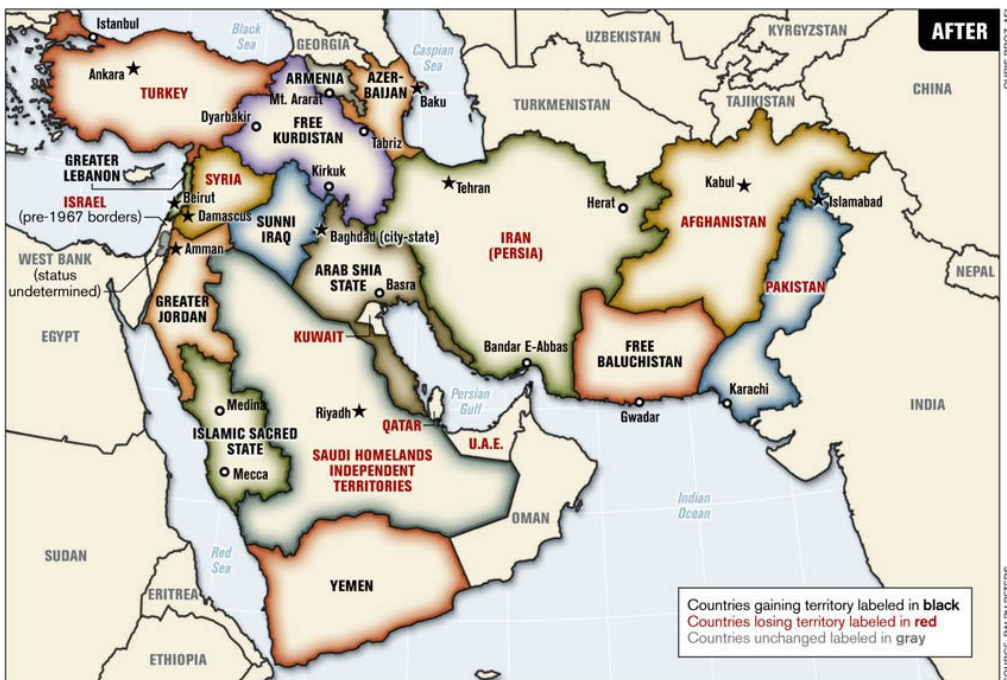 AFTER
Istanbul
Black
Sea
GEORGIA
Caspian
Sea
UZBEKISTAN
KYRGYZSTAN
CHINA
Ankara
TURKEY
ARMENIA
Mt. Ararat
AZER-
BAIJAN
Baku
TURKMENISTAN
TAJIKISTAN
Dyarbakir
FREE
KURDISTAN
Tabriz
GREATER
LEBANON
SYRIA
Kirkuk
Tehran
Herat
Kabul
Islamabad
ISRAEL
(pre-1967 borders)
Beirut
Damascus
SUNNI
IRAQ
Baghdad (city-state)
IRAN
(PERSIA)
AFGHANISTAN
WEST BANK
(status
undetermined)
Amman
ARAB SHIA
STATE
Basra
PAKISTAN
NEPAL
GREATER
JORDAN
EGYPT
KUWAIT
Bandar E-Abbas
FREE
BALUCHISTAN
Karachi
Gwadar
INDIA
Persian
Gulf
Medina
Riyadh
QATAR
ISLAMIC SACRED
STATE
Mecca
U.A.E.
SAUDI HOMELANDS
INDEPENDENT
TERRITORIES
OMAN
Indian
Ocean
SUDAN
Red
Sea
YEMEN
ERITREA
ETHIOPIA
Countries gaining territory labeled in black
Countries losing territory labeled in red
Countries unchanged labeled in gray